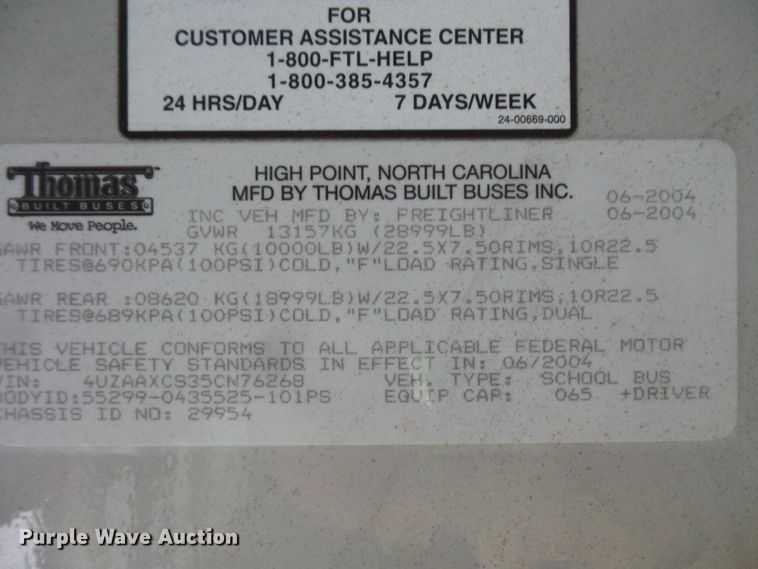 FOR
CUSTOMER ASSISTANCE CENTER
1-800-FTL-HELP
1-800-385-4357
24 HRS/DAY 7 DAYS/WEEK
24-00669-000
Thomas
BUILT BUSES
We Move People.
HIGH POINT, NORTH CAROLINA
MFD BY THOMAS BUILT BUSES INC. 06-2004
INC VEH MFD BY: FREIGHTLINER 06-2004
GVWR 13157KG (28999LB)
GAWR FRONT:04537 KG(10000LB)W/22.5X7.50RIMS,10R22.5
TIRES@690KPA(100PSI)COLD,"F"LOAD RATING,SINGLE
GAWR REAR :08620 KG(18999LB)W/22.5X7.50RIMS,10R22.5
TIRES@689KPA(100PSI)COLD,"F"LOAD RATING,DUAL
THIS VEHICLE CONFORMS TO ALL APPLICABLE FEDERAL MOTOR
VEHICLE SAFETY STANDARDS IN EFFECT IN: 06/2004
VIN: 4UZAAXCS35CN76268 VEH. TYPE: SCHOOL BUS
BODYID:55299-0435525-101PS EQUIP CAP: 065 +DRIVER
CHASSIS ID NO: 29954
Purple Wave Auction